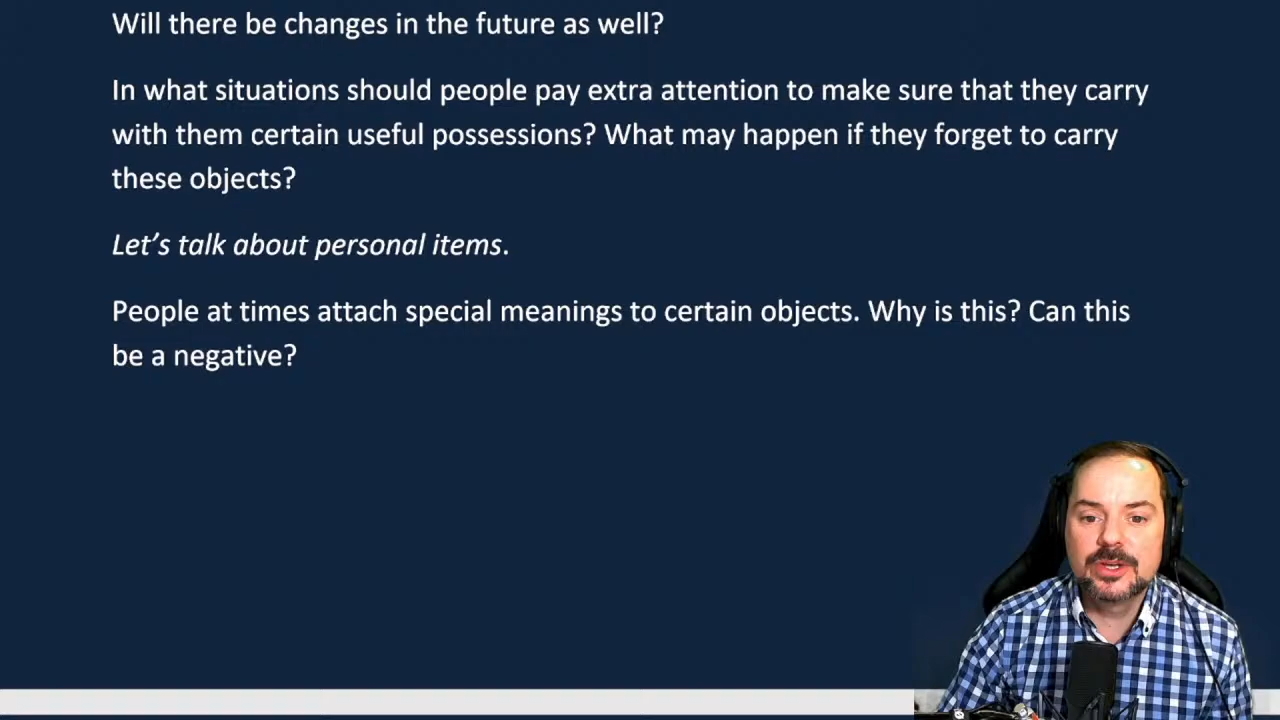 Will there be changes in the future as well?
In what situations should people pay extra attention to make sure that they carry
with them certain useful possessions? What may happen if they forget to carry
these objects?
Let’s talk about personal items.
People at times attach special meanings to certain objects. Why is this? Can this
be a negative?